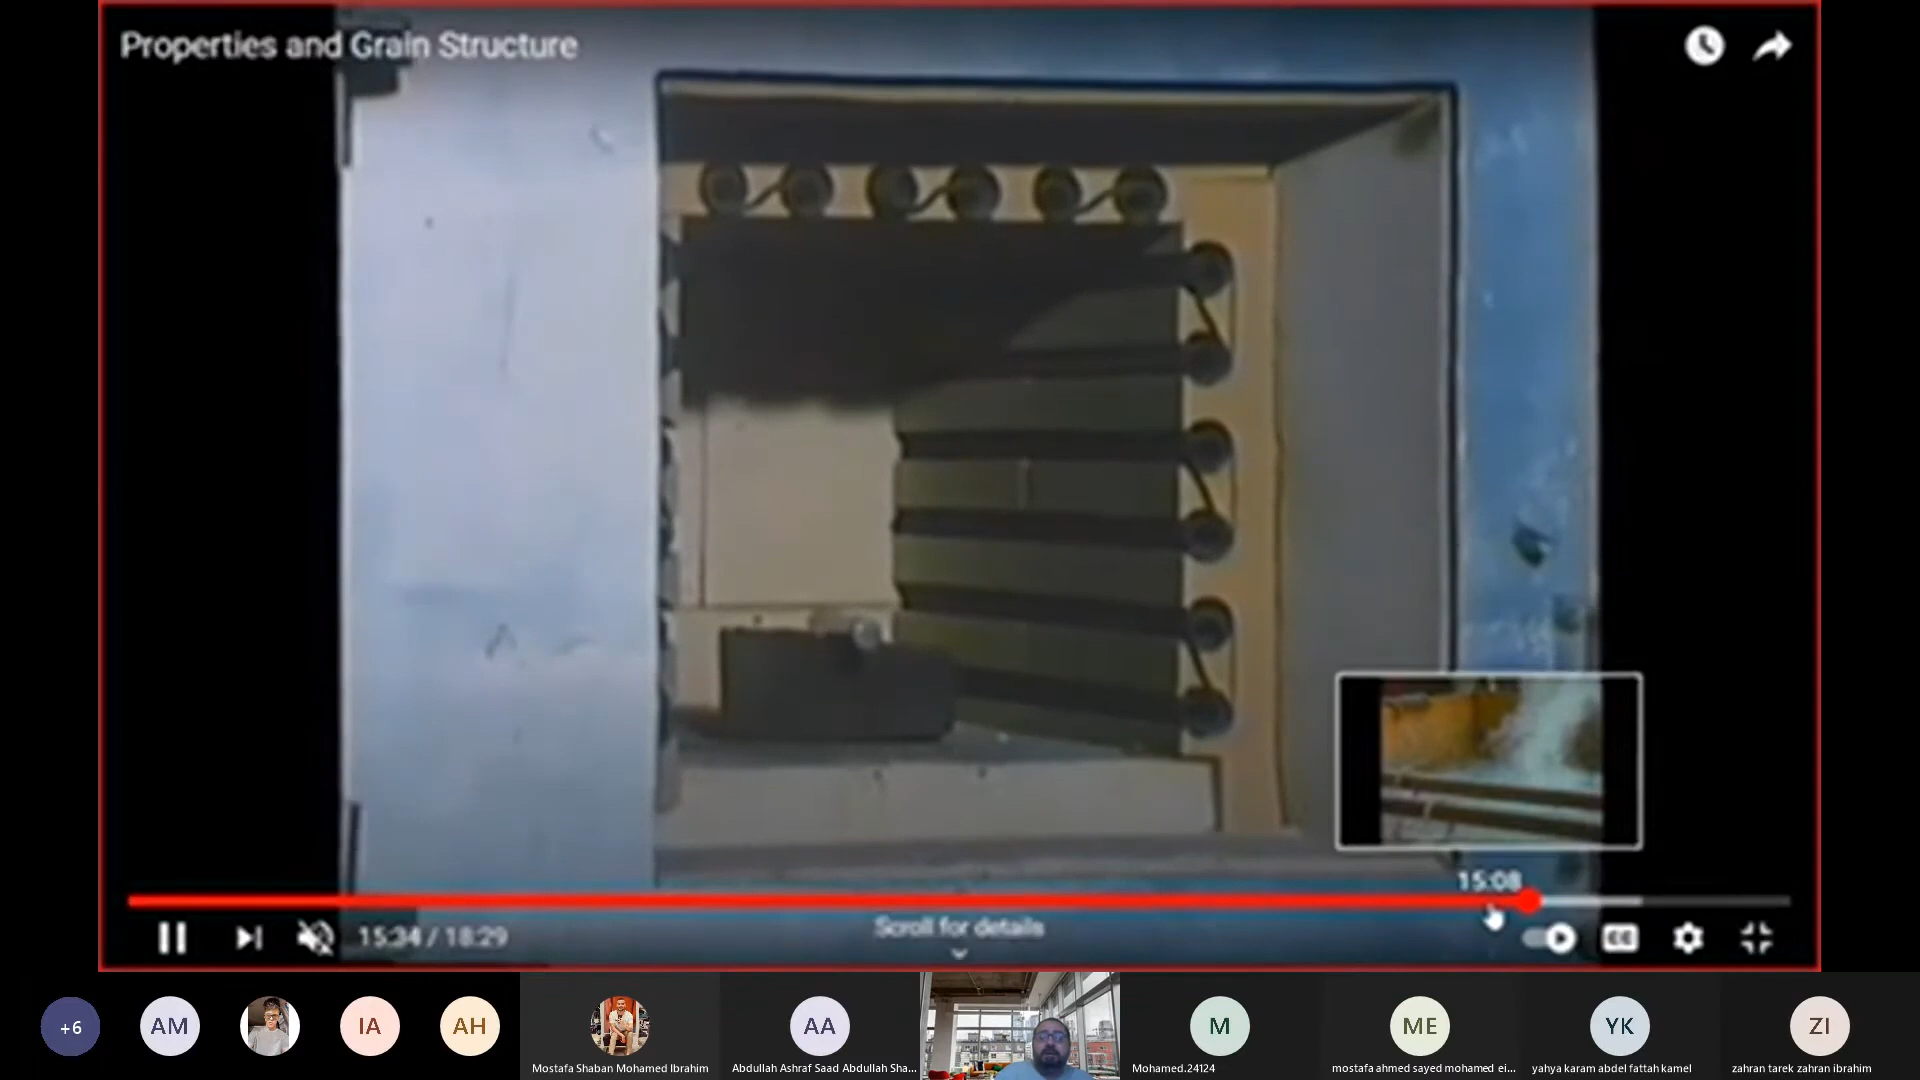 Properties and Grain Structure
15:08
15:34 / 18:29
Scroll for details
CC
+6
AM
IA
AH
Mostafa Shaban Mohamed Ibrahim
AA
Abdullah Ashraf Saad Abdullah Sha...
M
Mohamed.24124
ME
mostafa ahmed sayed mohamed ei...
YK
yahya karam abdel fattah kamel
ZI
zahran tarek zahran ibrahim